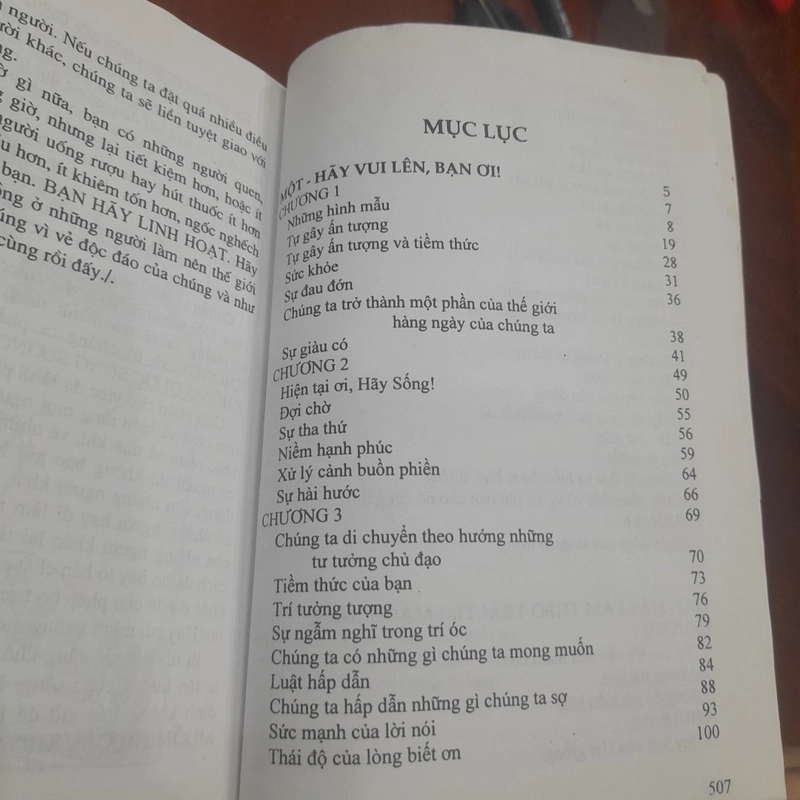 người. Nếu chúng ta đặt quá nhiều điều
ười khác, chúng ta sẽ liền tuyệt giao với
gì nữa, bạn có những người quen,
giờ, nhưng lại tiết kiệm hơn, hoặc ít
người uống rượu hay hút thuốc ít hơn
hơn, ít khiêm tốn hơn, ngốc nghếch
bạn. BẠN HÃY LINH HOẠT. Hãy
ở những người làm nên thế giới
vì vẻ độc đáo của chúng và như
cùng rồi đấy./.
MỤC LỤC
MỘT - HÃY VUI LÊN, BẠN ƠI! 5
CHƯƠNG 1 7
Những hình mẫu 8
Tự gây ấn tượng 19
Tự gây ấn tượng và tiềm thức 28
Sức khỏe 31
Sự đau đớn 36
Chúng ta trở thành một phần của thế giới
hàng ngày của chúng ta 38
Sự giàu có 41
CHƯƠNG 2 49
Hiện tại ơi, Hãy Sống! 50
Đợi chờ 55
Sự tha thứ 56
Niềm hạnh phúc 59
Xử lý cảnh buồn phiền 64
Sự hài hước 66
CHƯƠNG 3 69
Chúng ta di chuyển theo hướng những
tư tưởng chủ đạo 70
Tiềm thức của bạn 73
Trí tưởng tượng 76
Sự ngẫm nghĩ trong trí óc 79
Chúng ta có những gì chúng ta mong muốn 82
Luật hấp dẫn 84
Chúng ta hấp dẫn những gì chúng ta sợ 88
Sức mạnh của lời nói 93
Thái độ của lòng biết ơn 100
507